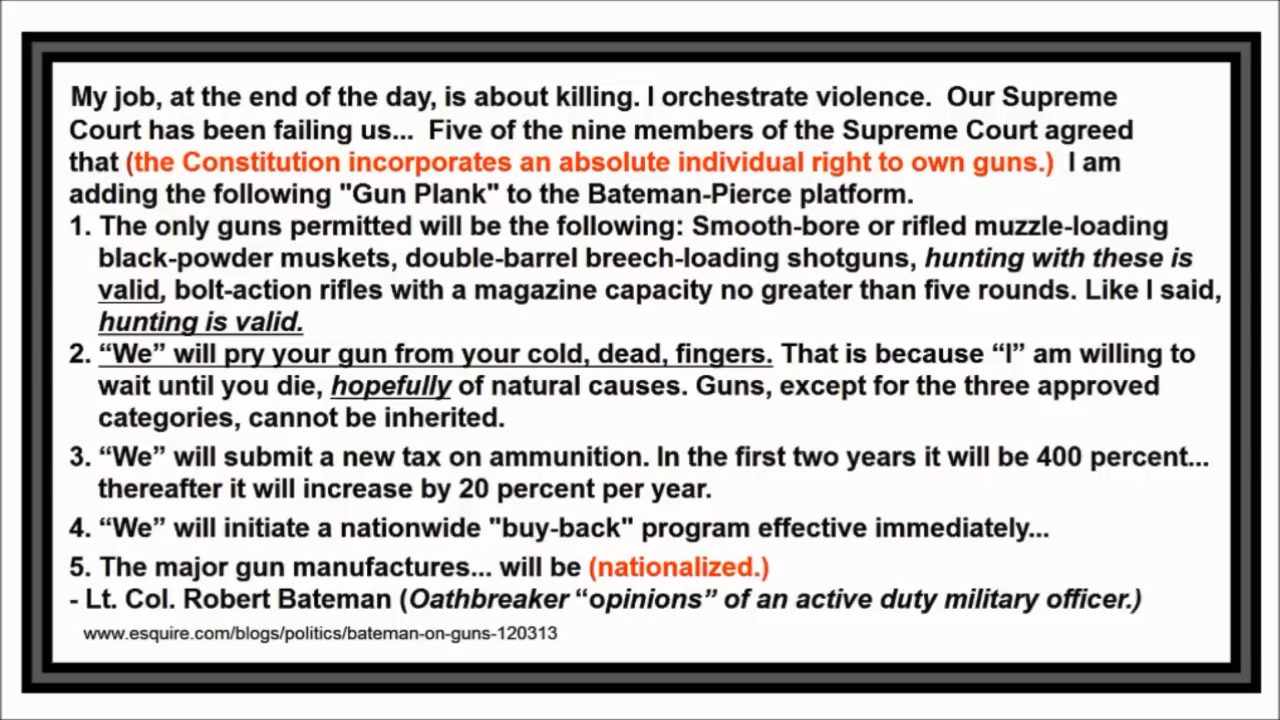 My job, at the end of the day, is about killing. I orchestrate violence. Our Supreme
Court has been failing us... Five of the nine members of the Supreme Court agreed
that (the Constitution incorporates an absolute individual right to own guns.) I am
adding the following "Gun Plank" to the Bateman-Pierce platform.
1. The only guns permitted will be the following: Smooth-bore or rifled muzzle-loading
black-powder muskets, double-barrel breech-loading shotguns, hunting with these is
valid, bolt-action rifles with a magazine capacity no greater than five rounds. Like I said,
hunting is valid.
2. “We” will pry your gun from your cold, dead, fingers. That is because “I” am willing to
wait until you die, hopefully of natural causes. Guns, except for the three approved
categories, cannot be inherited.
3. “We” will submit a new tax on ammunition. In the first two years it will be 400 percent...
thereafter it will increase by 20 percent per year.
4. “We” will initiate a nationwide "buy-back" program effective immediately...
5. The major gun manufactures... will be (nationalized.)
- Lt. Col. Robert Bateman (Oathbreaker “opinions” of an active duty military officer.)
www.esquire.com/blogs/politics/bateman-on-guns-120313